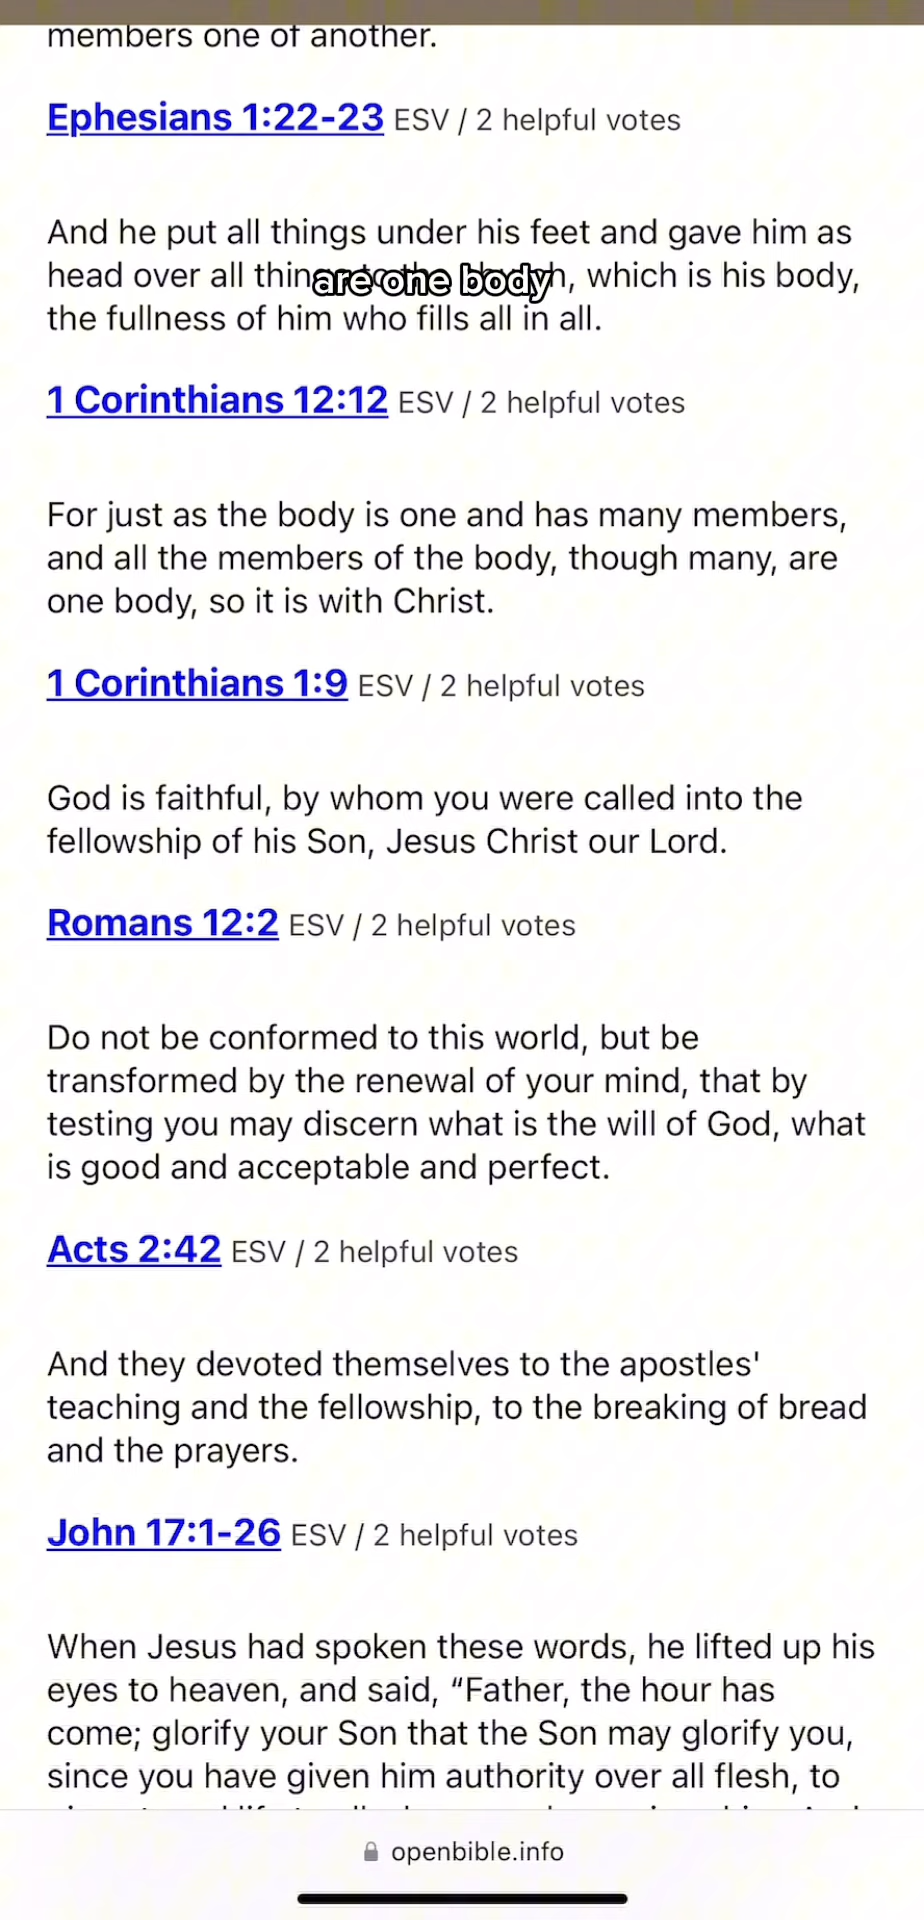 members one of another.
Ephesians 1:22-23 ESV / 2 helpful votes
And he put all things under his feet and gave him as
head over all which is his body,
are one body
the fullness of him who fills all in all.
1 Corinthians 12:12 ESV / 2 helpful votes
For just as the body is one and has many members,
and all the members of the body, though many, are
one body, so it is with Christ.
1 Corinthians 1:9 ESV / 2 helpful votes
God is faithful, by whom you were called into the
fellowship of his Son, Jesus Christ our Lord.
Romans 12:2 ESV / 2 helpful votes
Do not be conformed to this world, but be
transformed by the renewal of your mind, that by
testing you may discern what is the will of God, what
is good and acceptable and perfect.
Acts 2:42 ESV / 2 helpful votes
And they devoted themselves to the apostles'
teaching and the fellowship, to the breaking of bread
and the prayers.
John 17:1-26 ESV / 2 helpful votes
When Jesus had spoken these words, he lifted up his
eyes to heaven, and said, “Father, the hour has
come; glorify your Son that the Son may glorify you,
since you have given him authority over all flesh, to
openbible.info